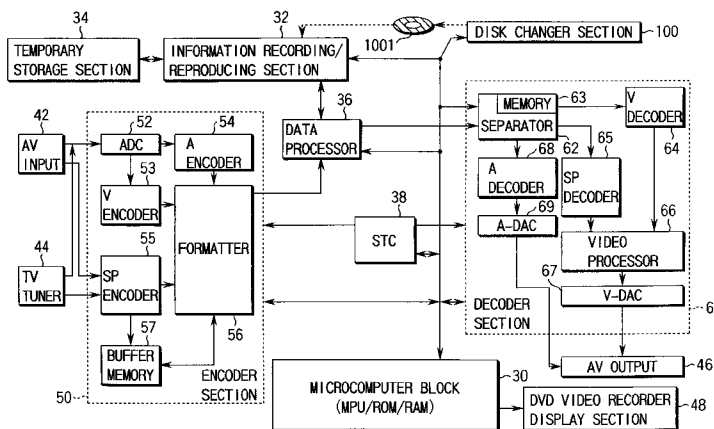 34
TEMPORARY
STORAGE SECTION
32
INFORMATION RECORDING/
REPRODUCING SECTION
1001
DISK CHANGER SECTION
100
42
AV
INPUT
44
TV
TUNER
52
ADC
54
A
ENCODER
53
V
ENCODER
55
SP
ENCODER
57
BUFFER
MEMORY
FORMATTER
56
50
ENCODER
SECTION
36
DATA
PROCESSOR
38
STC
MEMORY
63
SEPARATOR
62
V
DECODER
64
68
A
DECODER
65
SP
DECODER
69
A-DAC
66
VIDEO
PROCESSOR
67
V-DAC
DECODER
SECTION
6
AV OUTPUT
46
30
MICROCOMPUTER BLOCK
(MPU/ROM/RAM)
DVD VIDEO RECORDER
DISPLAY SECTION
48